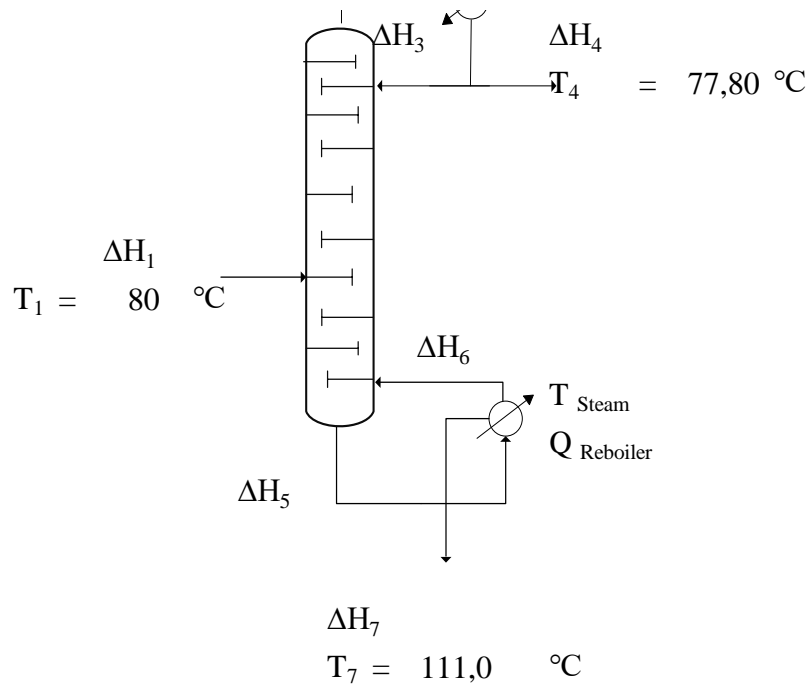 ΔH3 ΔH4
T4 = 77,80 °C
ΔH1
T1 = 80 °C
ΔH6
T Steam
Q Reboiler
ΔH5
ΔH7
T7 = 111,0 °C